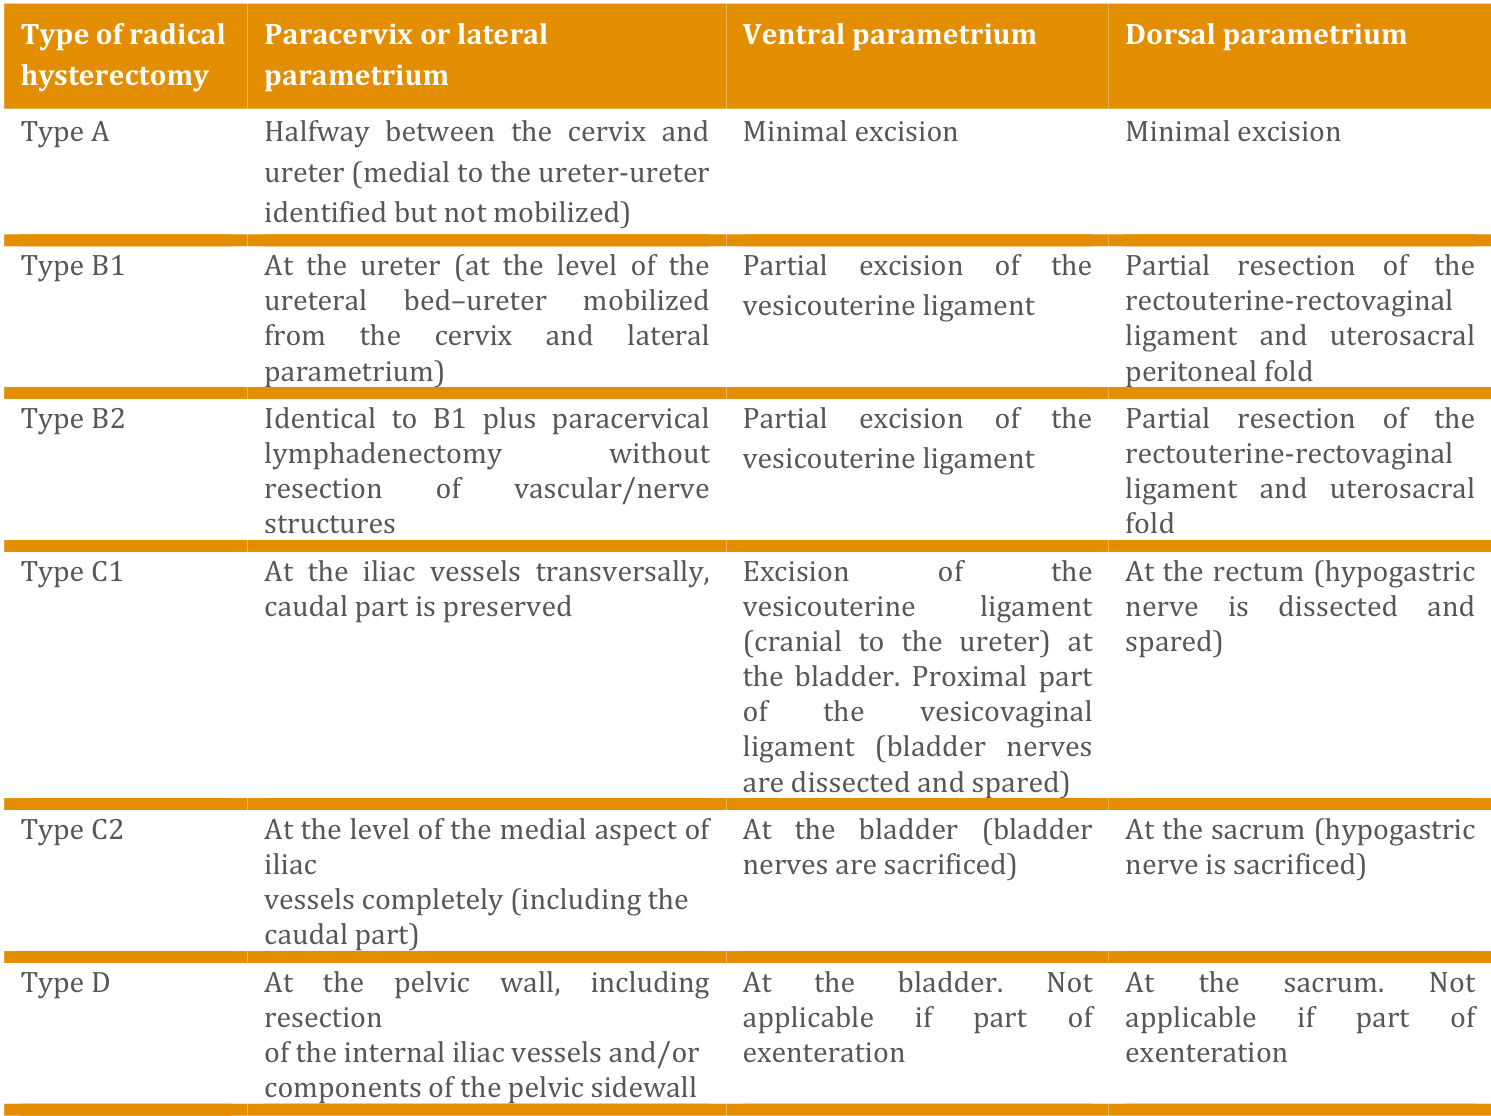 Type of radical
hysterectomy
Paracervix or lateral
parametrium
Ventral parametrium
Dorsal parametrium
Type A
Halfway between the cervix and
ureter (medial to the ureter-ureter
identified but not mobilized)
Minimal excision
Minimal excision
Type B1
At the ureter (at the level of the
ureteral bed–ureter mobilized
from the cervix and lateral
parametrium)
Partial excision of the
vesicouterine ligament
Partial resection of the
rectouterine-rectovaginal
ligament and uterosacral
peritoneal fold
Type B2
Identical to B1 plus paracervical
lymphadenectomy without
resection of vascular/nerve
structures
Partial excision of the
vesicouterine ligament
Partial resection of the
rectouterine-rectovaginal
ligament and uterosacral
fold
Type C1
At the iliac vessels transversally,
caudal part is preserved
Excision of the
vesicouterine ligament
(cranial to the ureter) at
the bladder. Proximal part
of the vesicovaginal
ligament (bladder nerves
are dissected and spared)
At the rectum (hypogastric
nerve is dissected and
spared)
Type C2
At the level of the medial aspect of
iliac
vessels completely (including the
caudal part)
At the bladder (bladder
nerves are sacrificed)
At the sacrum (hypogastric
nerve is sacrificed)
Type D
At the pelvic wall, including
resection
of the internal iliac vessels and/or
components of the pelvic sidewall
At the bladder. Not
applicable if part of
exenteration
At the sacrum. Not
applicable if part of
exenteration